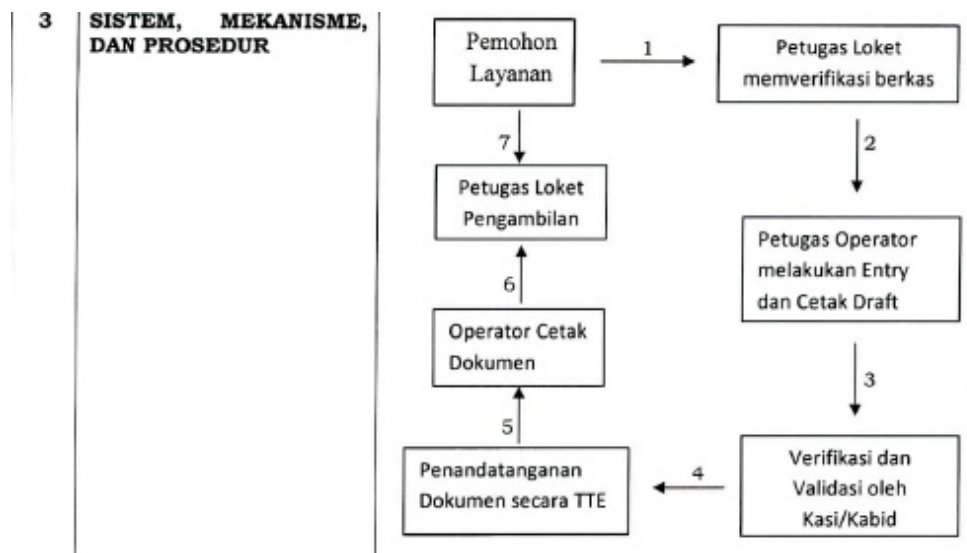 3
SISTEM, MEKANISME,
DAN PROSEDUR
Pemohon
Layanan
1
Petugas Loket
memverifikasi berkas
2
Petugas Operator
melakukan Entry
dan Cetak Draft
3
Verifikasi dan
Validasi oleh
Kasi/Kabid
4
Penandatanganan
Dokumen secara TTE
5
Operator Cetak
Dokumen
6
Petugas Loket
Pengambilan
7